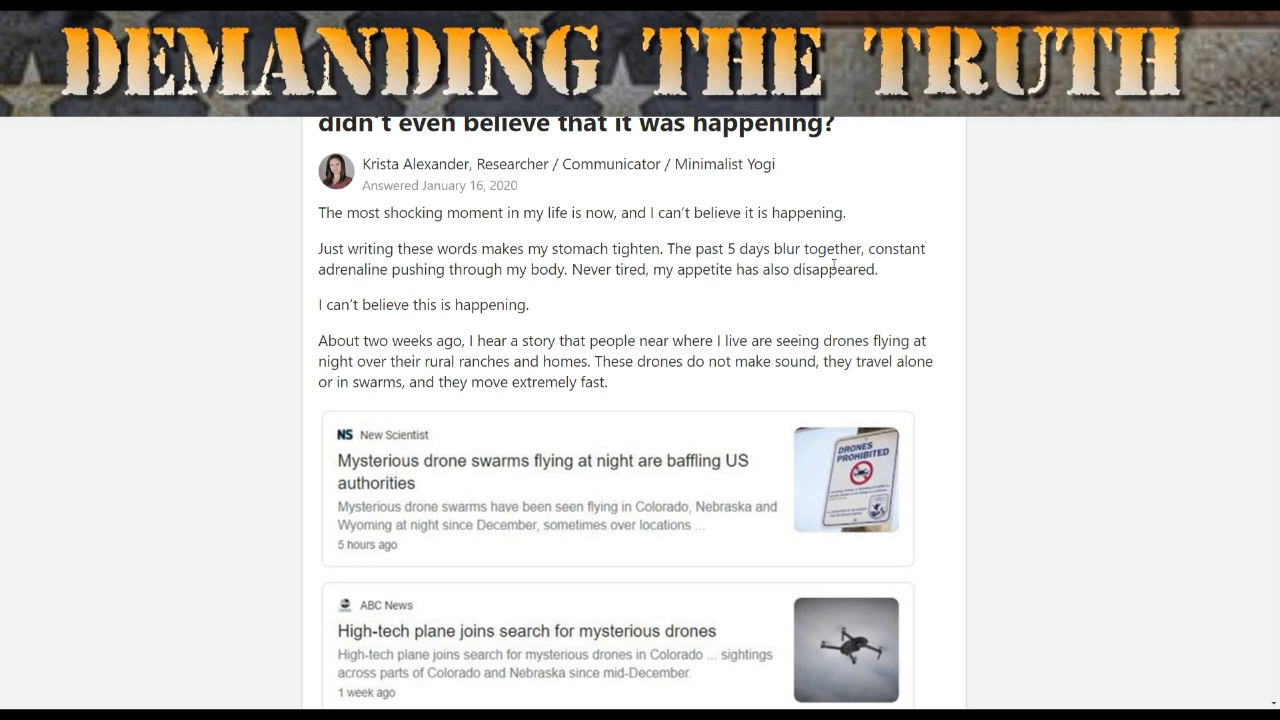 DEMANDING THE TRUTH
didn't even believe that it was happening?
Krista Alexander, Researcher / Communicator / Minimalist Yogi
Answered January 16, 2020
The most shocking moment in my life is now, and I can't believe it is happening.
Just writing these words makes my stomach tighten. The past 5 days blur together, constant
adrenaline pushing through my body. Never tired, my appetite has also disappeared.
I can't believe this is happening.
About two weeks ago, I hear a story that people near where I live are seeing drones flying at
night over their rural ranches and homes. These drones do not make sound, they travel alone
or in swarms, and they move extremely fast.
NS New Scientist
Mysterious drone swarms flying at night are baffling US
authorities
Mysterious drone swarms have been seen flying in Colorado, Nebraska and
Wyoming at night since December, sometimes over locations ...
5 hours ago
DRONES
PROHIBITED
ABC News
High-tech plane joins search for mysterious drones
High-tech plane joins search for mysterious drones in Colorado ... sightings
across parts of Colorado and Nebraska since mid-December.
1 week ago